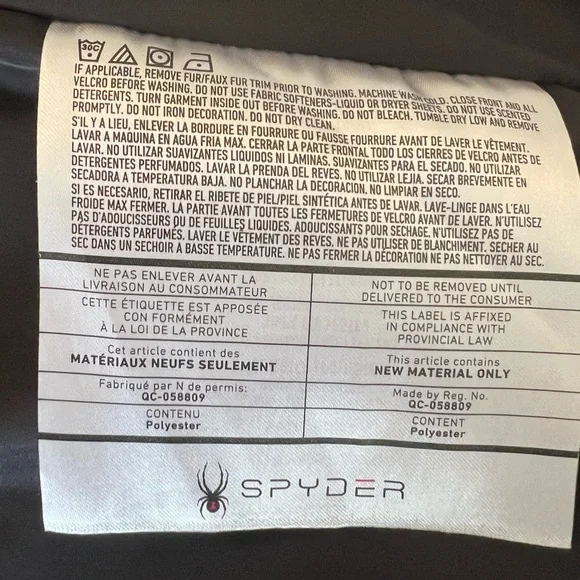 30C
IF APPLICABLE, REMOVE FUR/FAUX FUR TRIM PRIOR TO WASHING. MACHINE WASH COLD. CLOSE FRONT AND ALL
VELCRO BEFORE WASHING. DO NOT USE FABRIC SOFTENERS-LIQUID OR DRYER SHEETS. DO NOT USE SCENTED
DETERGENTS. TURN GARMENT INSIDE OUT BEFORE WASHING. DO NOT BLEACH. TUMBLE DRY LOW AND REMOVE
PROMPTLY. DO NOT IRON DECORATION. DO NOT DRY CLEAN.
S'IL Y A LIEU, ENLEVER LA BORDURE EN FOURRURE OU FAUSSE FOURRURE AVANT DE LAVER LE VÊTEMENT.
LAVAR A MAQUINA EN AGUA FRIA MAX. CERRAR LA PARTE FRONTAL TODO LOS CIERRES DE VELCRO ANTES DE
LAVAR. NO UTILIZAR SUAVIZANTES LIQUIDOS NI LAMINAS. SUAVIZANTES PARA EL SECADO. NO UTILIZAR
DETERGENTES PERFUMADOS. LAVAR LA PRENDA DEL REVES. NO UTILIZAR LEJIA. SECAR BREVEMENTE EN
SECADORA A TEMPERATURA BAJA. NO PLANCHAR LA DECORACION. NO LIMPIAR EN SECO.
SI ES NECESARIO, RETIRAR EL RIBETE DE PIEL/PIEL SINTÉTICA ANTES DE LAVAR. LAVE-LINGE DANS L'EAU
FROIDE MAX FERMER. LA PARTIE AVANT TOUTES LES FERMETURES DE VELCRO AVANT DE LAVER. N'UTILISEZ
PAS D'ADOUCISSEURS OU DE FEUILLES LIQUIDES. ADOUCISSANTS POUR SECHAGE. N'UTILISEZ PAS DE
DÉTERGENTS PARFUMÉS. LAVER LE VÊTEMENT DES REVES. NE PAS UTILISER DE BLANCHIMENT. SECHER AU
SEC DANS UN SECHOIR A BASSE TEMPERATURE. NE PAS FERMER LA DÉCORATION NE PAS NETTOYER AU SEC.
NE PAS ENLEVER AVANT LA
LIVRAISON AU CONSOMMATEUR
NOT TO BE REMOVED UNTIL
DELIVERED TO THE CONSUMER
CETTE ÉTIQUETTE EST APPOSÉE
CON FORMÉMENT
À LA LOI DE LA PROVINCE
THIS LABEL IS AFFIXED
IN COMPLIANCE WITH
PROVINCIAL LAW
Cet article contient des
MATÉRIAUX NEUFS SEULEMENT
This article contains
NEW MATERIAL ONLY
Fabriqué par N de permis:
QC-058809
Made by Reg. No.
QC-058809
CONTENU
Polyester
CONTENT
Polyester
SPYDER